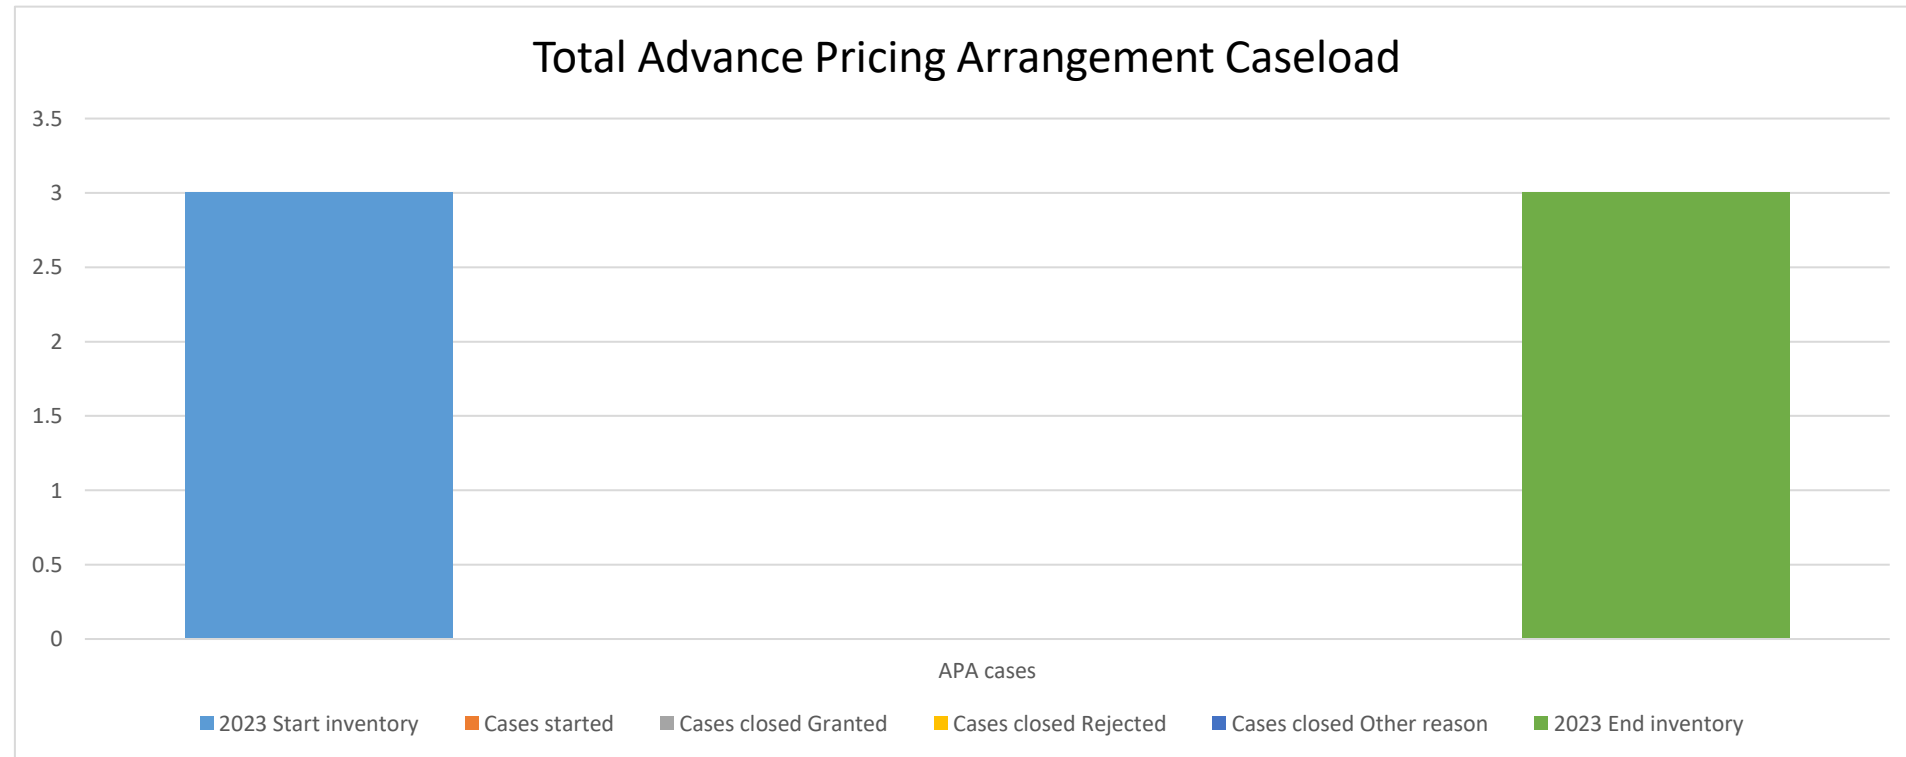 Total Advance Pricing Arrangement Caseload
3.5
3
2.5
2
1.5
1
0.5
0
APA cases
2023 Start inventory Cases started Cases closed Granted Cases closed Rejected Cases closed Other reason 2023 End inventory